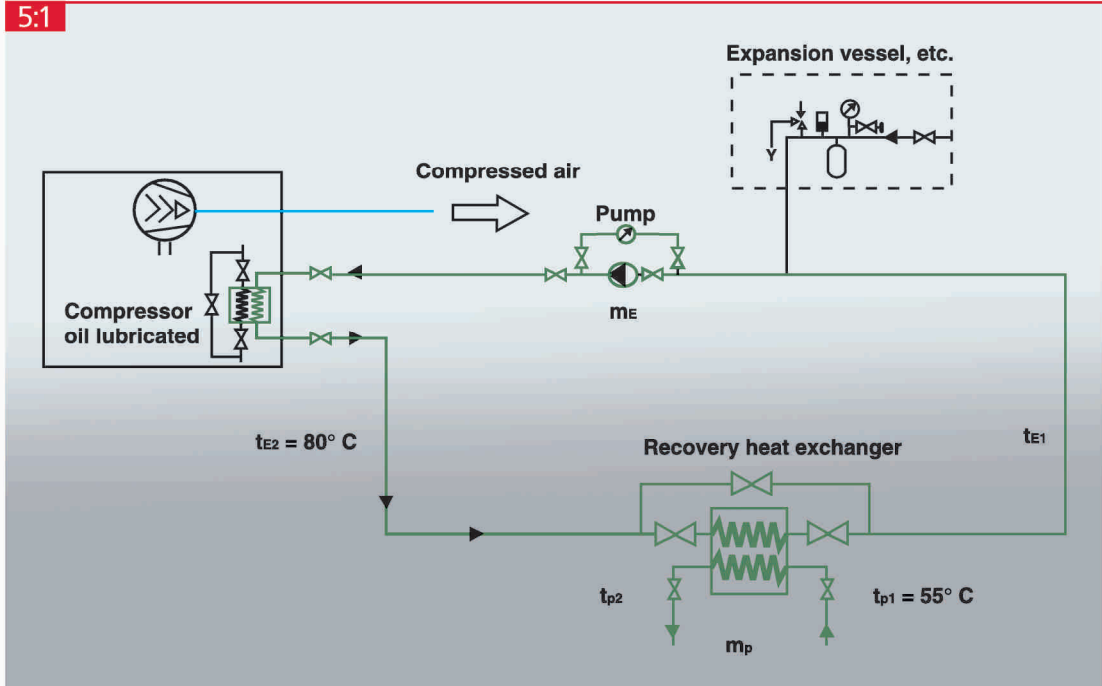 5:1
Expansion vessel, etc.
Y
Compressed air
Pump
mE
Compressor
oil lubricated
tE2 = 80° C
tE1
Recovery heat exchanger
tp2
tp1 = 55° C
mp